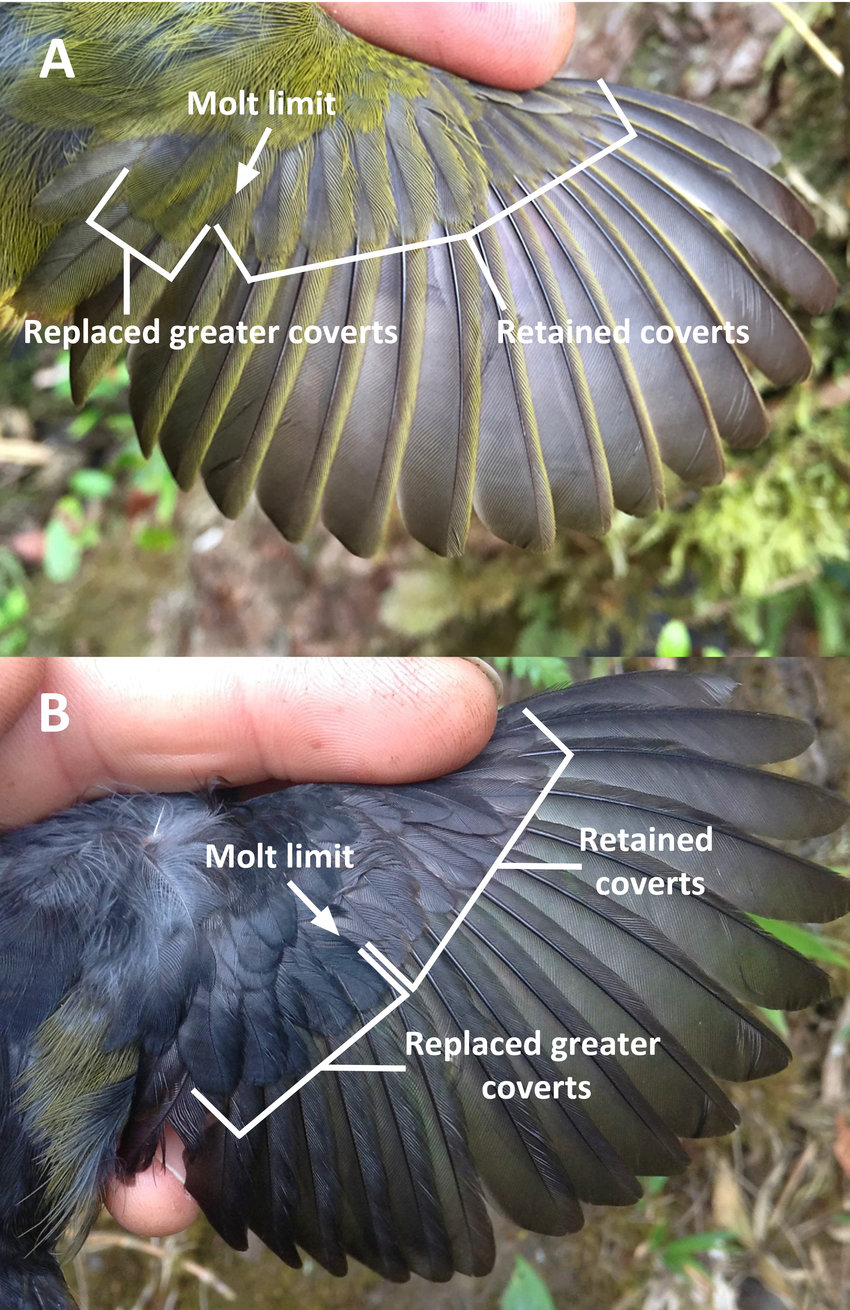 A
Molt limit
Replaced greater coverts
Retained coverts
B
Molt limit
Retained
coverts
Replaced greater
coverts